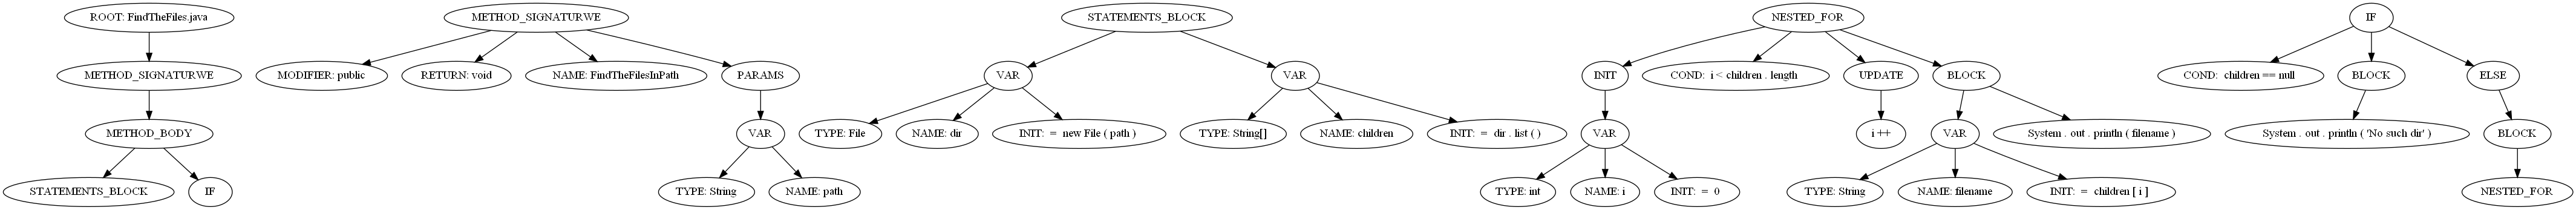 ROOT: FindTheFiles.java
METHOD_SIGNATURWE
METHOD_BODY
STATEMENTS_BLOCK
IF
METHOD_SIGNATURWE
MODIFIER: public
RETURN: void
NAME: FindTheFilesInPath
PARAMS
VAR
TYPE: String
NAME: path
STATEMENTS_BLOCK
VAR
VAR
TYPE: File
NAME: dir
INIT: = new File ( path )
TYPE: String[]
NAME: children
INIT: = dir . list ( )
NESTED_FOR
INIT
COND: i < children . length
UPDATE
BLOCK
VAR
i ++
VAR
System . out . println ( filename )
TYPE: int
NAME: i
INIT: = 0
TYPE: String
NAME: filename
INIT: = children [ i ]
IF
COND: children == null
BLOCK
ELSE
System . out . println ( 'No such dir' )
BLOCK
NESTED_FOR